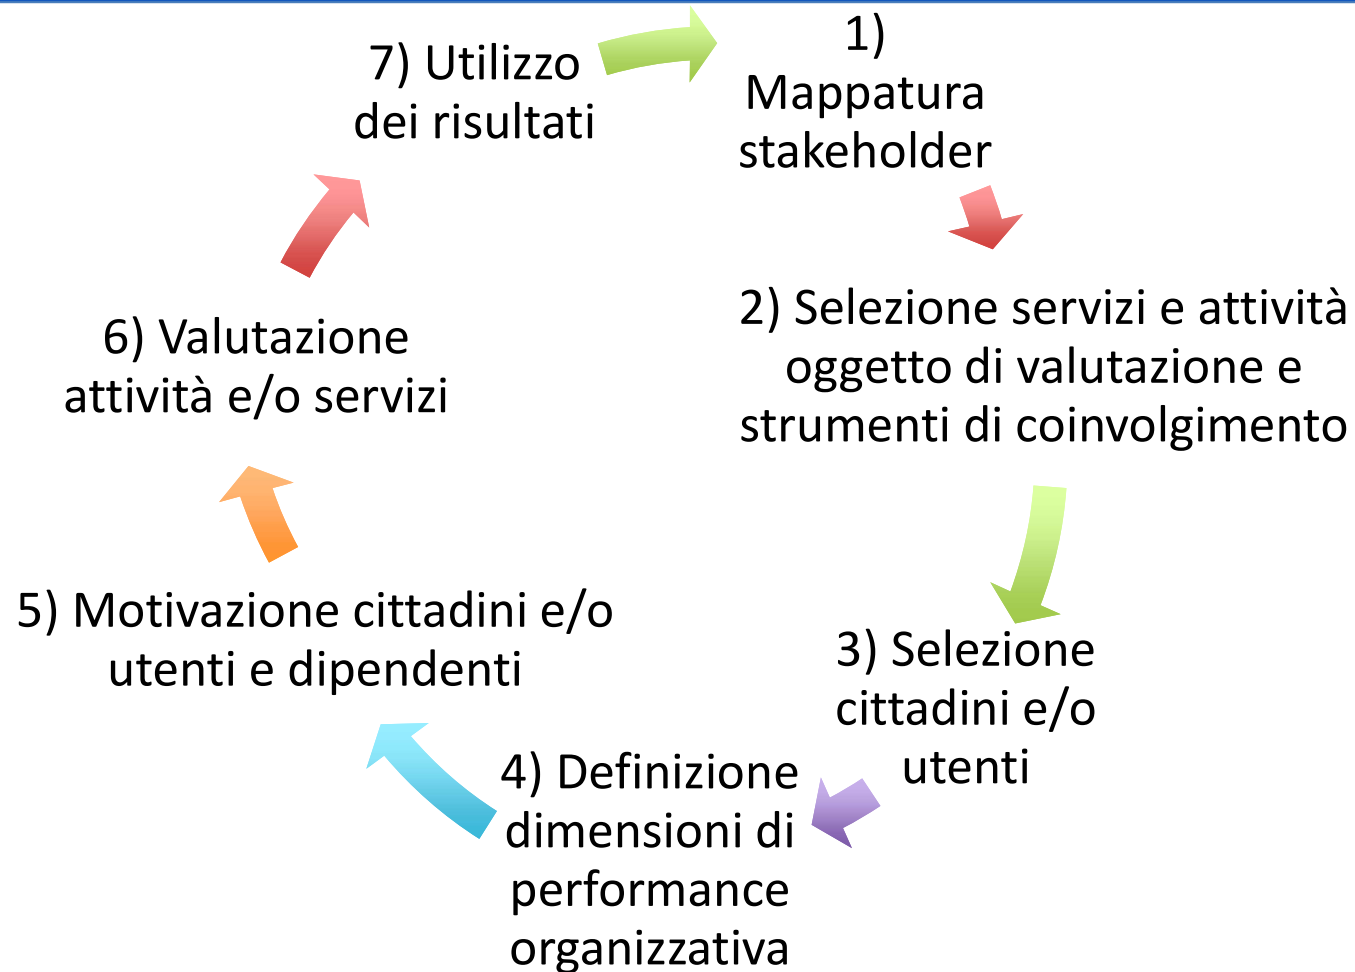 1)
Mappatura
stakeholder
2) Selezione servizi e attività
oggetto di valutazione e
strumenti di coinvolgimento
3) Selezione
cittadini e/o
utenti
4) Definizione
dimensioni di
performance
organizzativa
5) Motivazione cittadini e/o
utenti e dipendenti
6) Valutazione
attività e/o servizi
7) Utilizzo
dei risultati